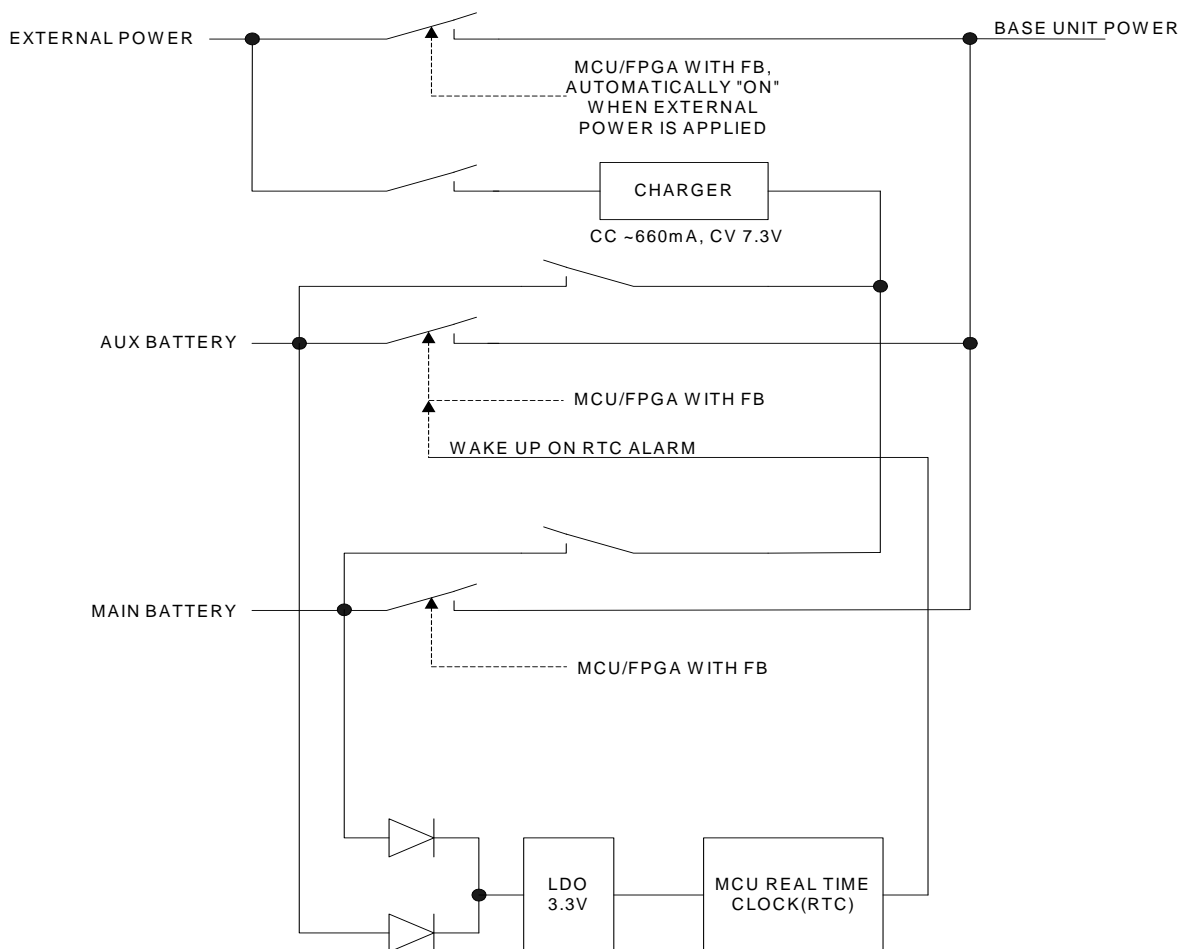 EXTERNAL POWER
BASE UNIT POWER
MCU/FPGA WITH FB,
AUTOMATICALLY "ON"
WHEN EXTERNAL
POWER IS APPLIED
CHARGER
CC ~660mA, CV 7.3V
AUX BATTERY
MCU/FPGA WITH FB
WAKE UP ON RTC ALARM
MAIN BATTERY
MCU/FPGA WITH FB
LDO
3.3V
MCU REAL TIME
CLOCK(RTC)